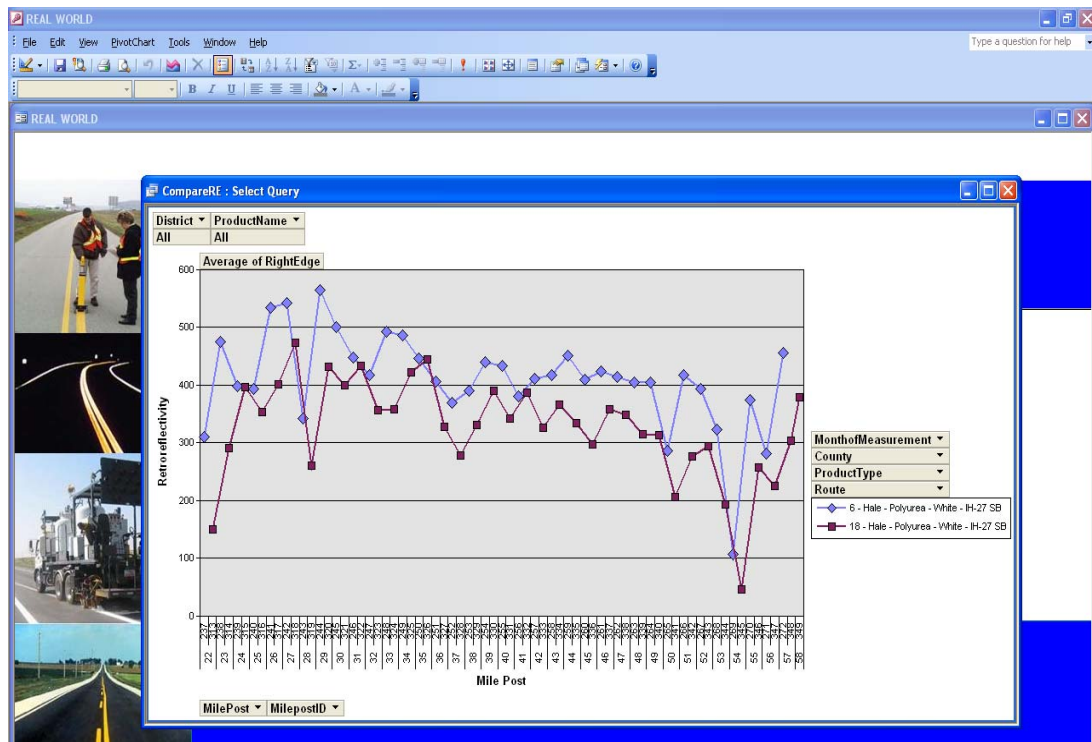 REAL WORLD
File Edit View PivotChart Tools Window Help
Type a question for help
REAL WORLD
CompareRE : Select Query
District ProductName
All All
Average of RightEdge
600
500
400
300
200
100
0
Retroreflectivity
MonthofMeasurement
County
ProductType
Route
6 - Hale - Polyurea - White - IH-27 SB
18 - Hale - Polyurea - White - IH-27 SB
22 23 24 25 26 27 28 29 30 31 32 33 34 35 36 37 38 39 40 41 42 43 44 45 46 47 48 49 50 51 52 53 54 55 56 57 58
Mile Post
MilePost MilepostID